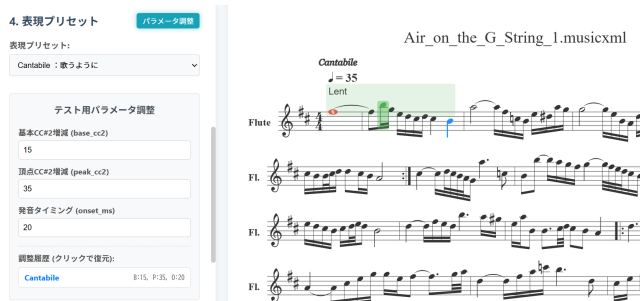 4. 表現プリセット
パラメータ調整
表現プリセット:
Cantabile ：歌うように
テスト用パラメータ調整
基本CC#2増減 (base_cc2)
15
頂点CC#2増減 (peak_cc2)
35
発音タイミング (onset_ms)
20
調整履歴 (クリックで復元):
Cantabile
B:15, P:35, O:20
Air_on_the_G_String_1.musicxml
Cantabile
= 35
Lent
Flute
Fl.
Fl.
Fl.